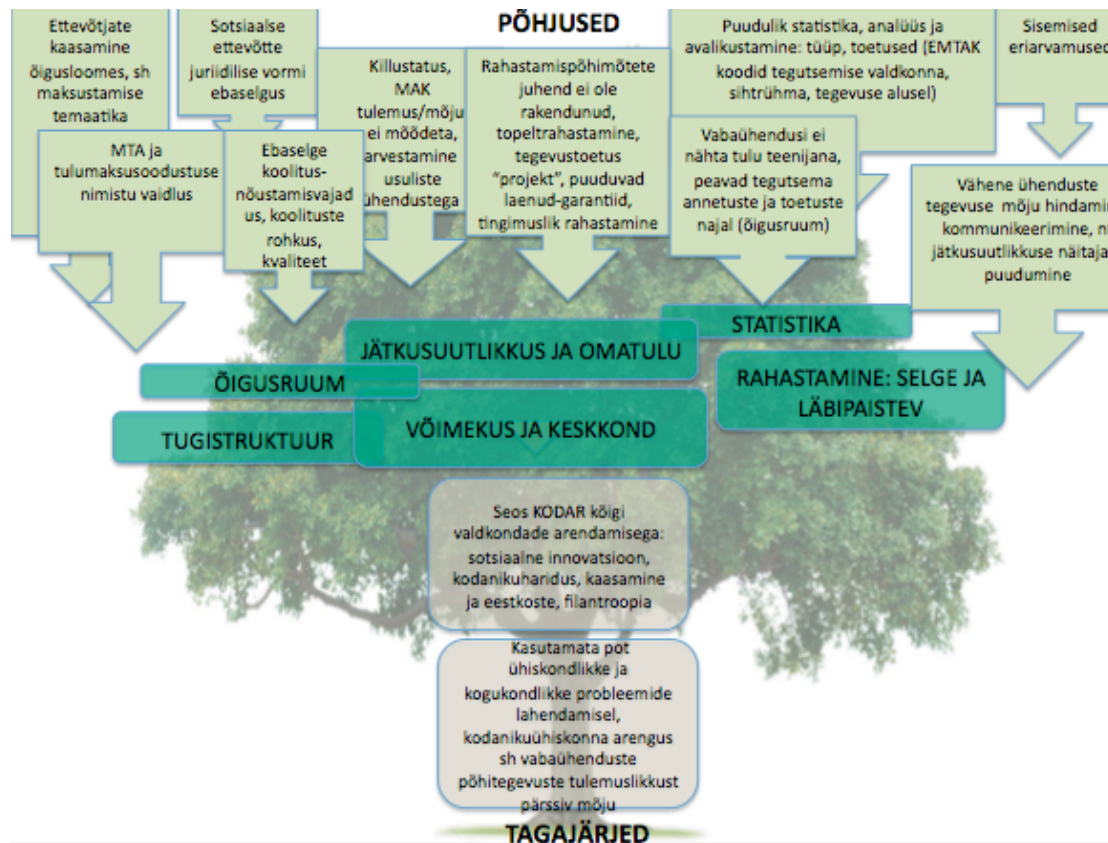 PÕHJUSED
Ettevõtjate
kaasamine
õigusloomes, sh
maksustamise
temaatika
Sotsiaalse
ettevõtte
juriidilise vormi
ebaselgus
Killustatus,
MAK
tulemus/mõju
ei mõõdeta,
arvestamine
usuliste
ühendustega
Rahastamispõhimõtete
juhend ei ole
rakendunud,
topeltrahastamine,
tegevustoetus
“projekt”, puuduvad
laenud-garantiid,
tingimuslik rahastamine
Puudulik statistika, analüüs ja
avalikustamine: tüüp, toetused (EMTAK
koodid tegutsemise valdkonna,
sihtrühma, tegevuse alusel)
Sisemised
eriarvamused
MTA ja
tulumaksusoodustuse
nimistu vaidlus
Ebaselge
koolitus-
nõustamisvajad
us, koolituste
rohkus,
kvaliteet
Vabaühendusi ei
nähta tulu teenijana,
peavad tegutsema
annetuste ja toetuste
najal (õigusruum)
Vähene ühenduste
tegevuse mõju
kommunikeerimine,
jätkusuutlikkuse
puudumine
STATISTIKA
JÄTKUSUUTLIKKUS JA OMATULU
ÕIGUSRUUM
RAHASTAMINE: SELGE JA
LÄBIPAISTEV
TUGISTRUKTUUR
VÕIMEKUS JA KESKKOND
Seos KODAR kõigi
valdkondade arendamisega:
sotsiaalne innovatsioon,
kodanikuharidus, kaasamine
ja eestkoste, filantroopia
Kasutamata pot
ühiskondlikke ja
kogukondlikke probleemide
lahendamisel,
kodanikuühiskonna arengus
sh vabaühenduste
põhitegevuste tulemuslikkust
pärssiv mõju
TAGAJÄRJED